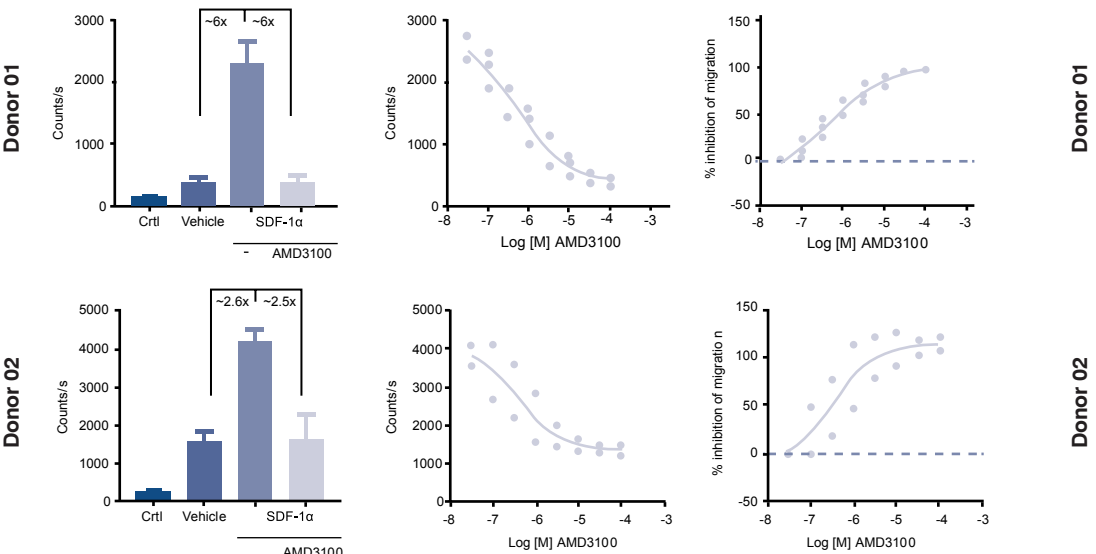 Donor 01
Counts/s
3000
2000
1000
0
~6x
~6x
Crtl
Vehicle
SDF-1α
-
AMD3100
Counts/s
3000
2000
1000
0
-8
-7
-6
-5
-4
-3
Log [M] AMD3100
% inhibition of migration
150
100
50
0
-50
-8
-7
-6
-5
-4
-3
Log [M] AMD3100
Donor 01
Donor 02
Counts/s
5000
4000
3000
2000
1000
0
~2.6x
~2.5x
Crtl
Vehicle
SDF-1α
AMD3100
Counts/s
5000
4000
3000
2000
1000
0
-8
-7
-6
-5
-4
-3
Log [M] AMD3100
% inhibition of migratio n
150
100
50
0
-50
-8
-7
-6
-5
-4
-3
Log [M] AMD3100
Donor 02